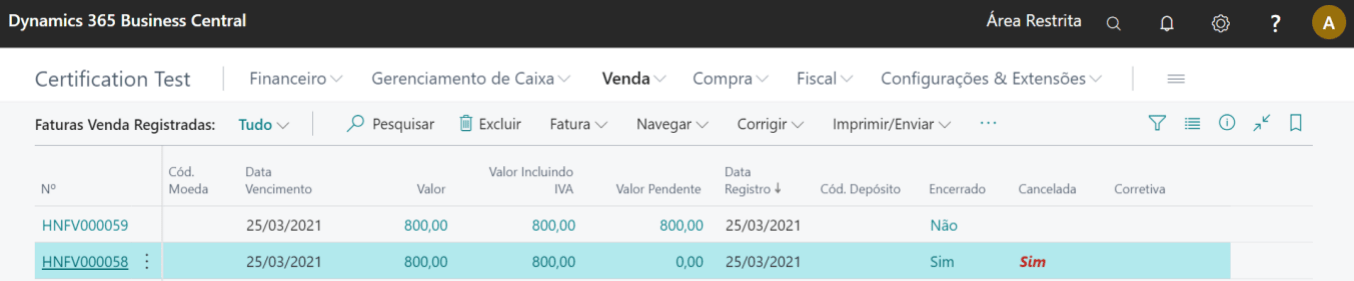 Dynamics 365 Business Central Área Restrita ? A
Certification Test Financeiro Gerenciamento de Caixa Venda Compra Fiscal Configurações & Extensões
Faturas Venda Registradas: Tudo Pesquisar Excluir Fatura Navegar Corrigir Imprimir/Enviar ...
Nº Cód. Moeda Data Vencimento Valor Valor Incluindo IVA Valor Pendente Data Registro ↓ Cód. Depósito Encerrado Cancelada Corretiva
HNFV000059 25/03/2021 800,00 800,00 800,00 25/03/2021 Não
HNFV000058 25/03/2021 800,00 800,00 0,00 25/03/2021 Sim Sim